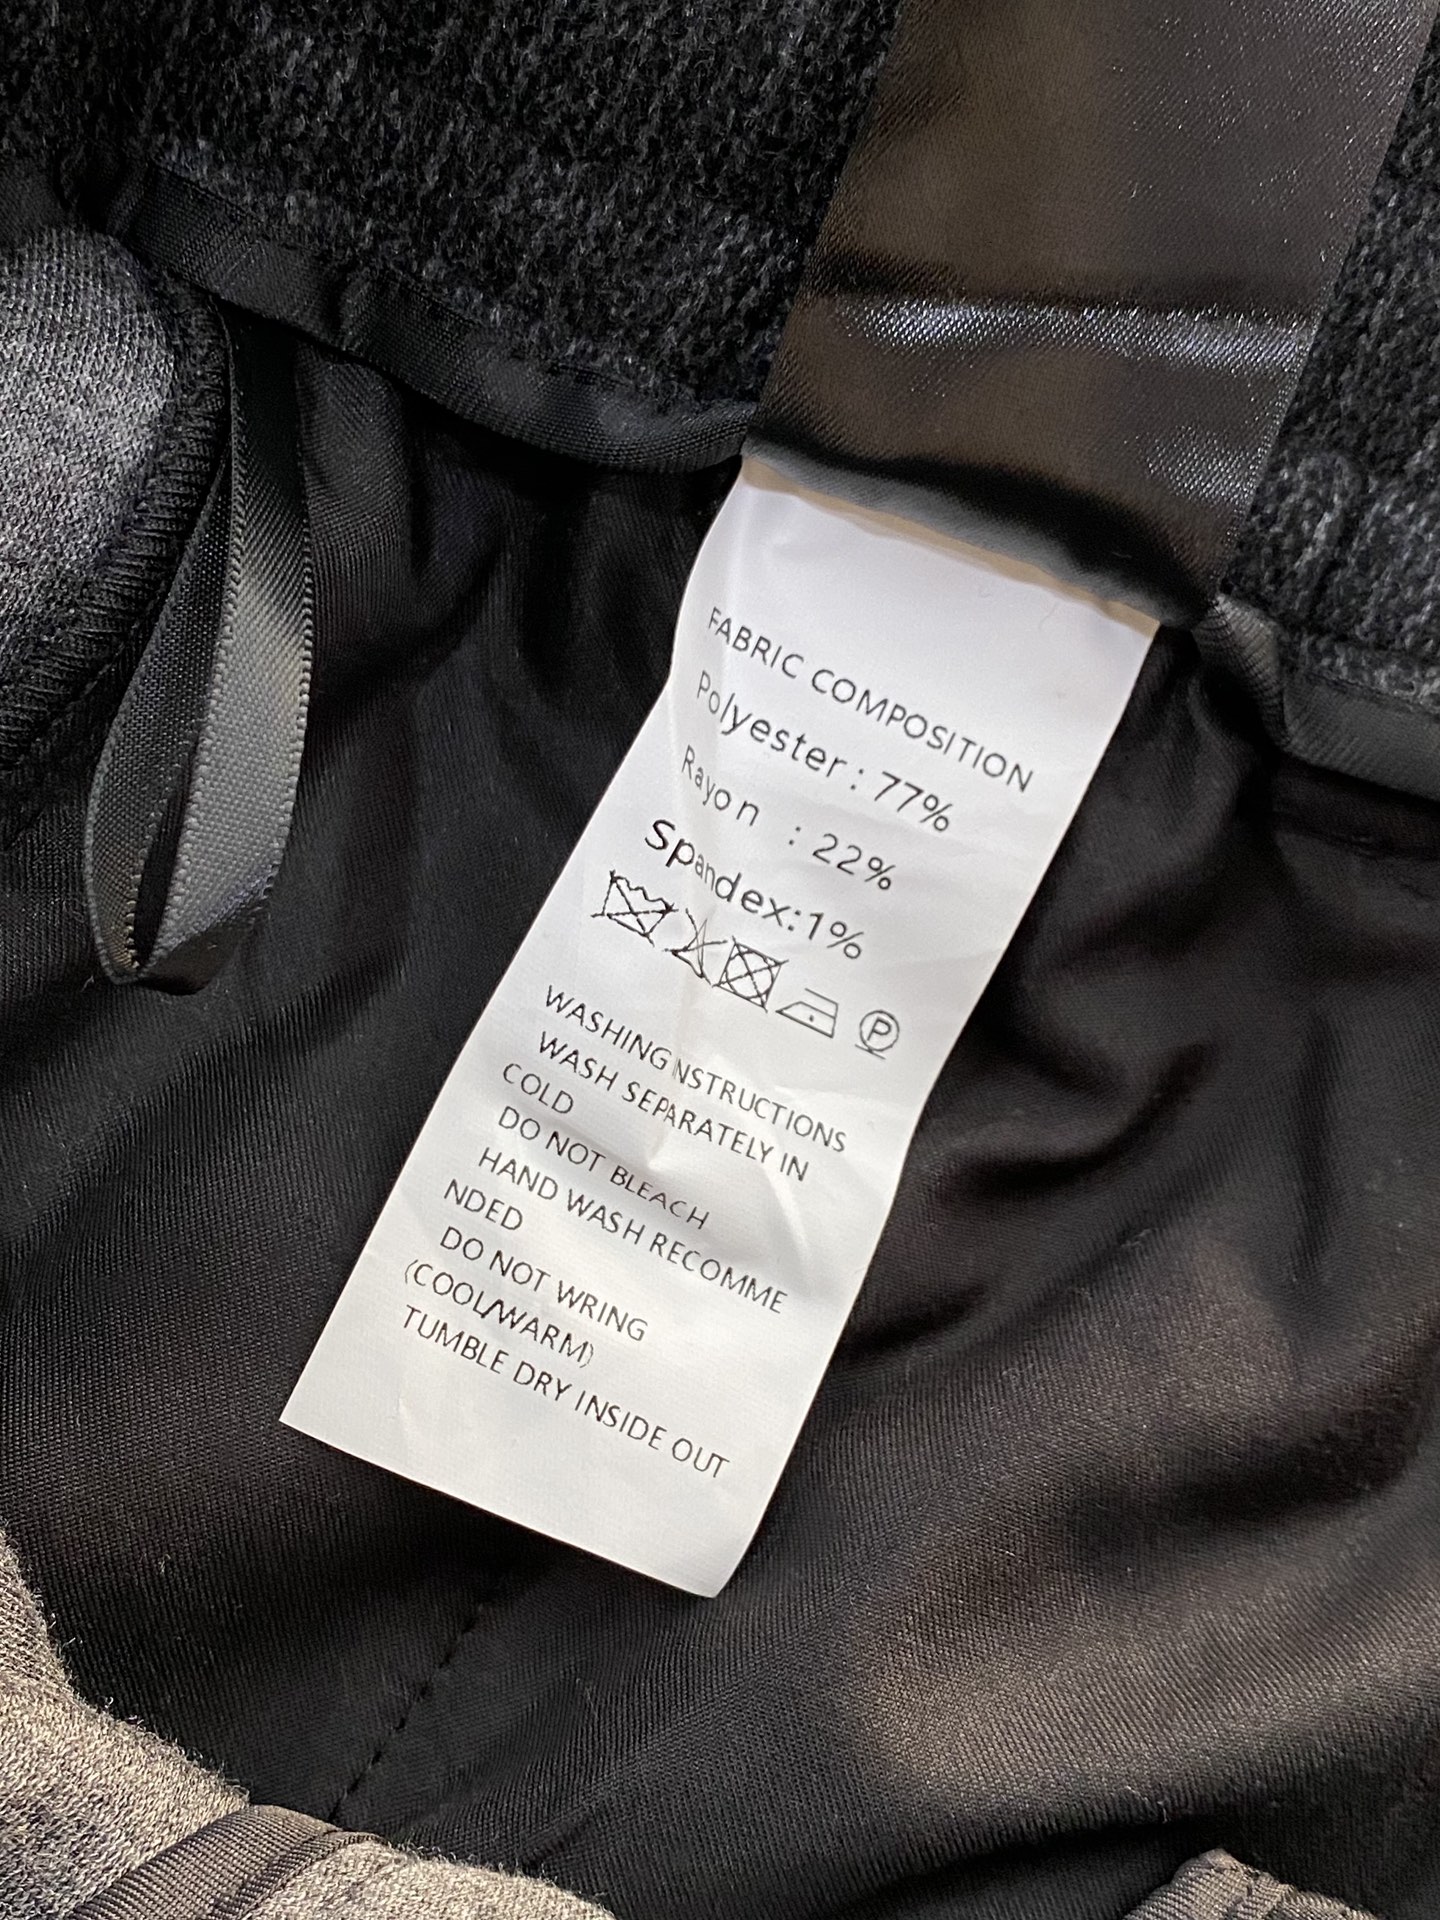 FABRIC COMPOSITION
Polyester : 77%
Rayon : 22%
Spandex:1%
P
WASHING NSTRUCTIONS
WASH SEPARATELY IN
COLD
DO NOT BLEACH
HAND WASH RECOMME
NDED
DO NOT WRING
(COOL/WARM)
TUMBLE DRY INSIDE OUT